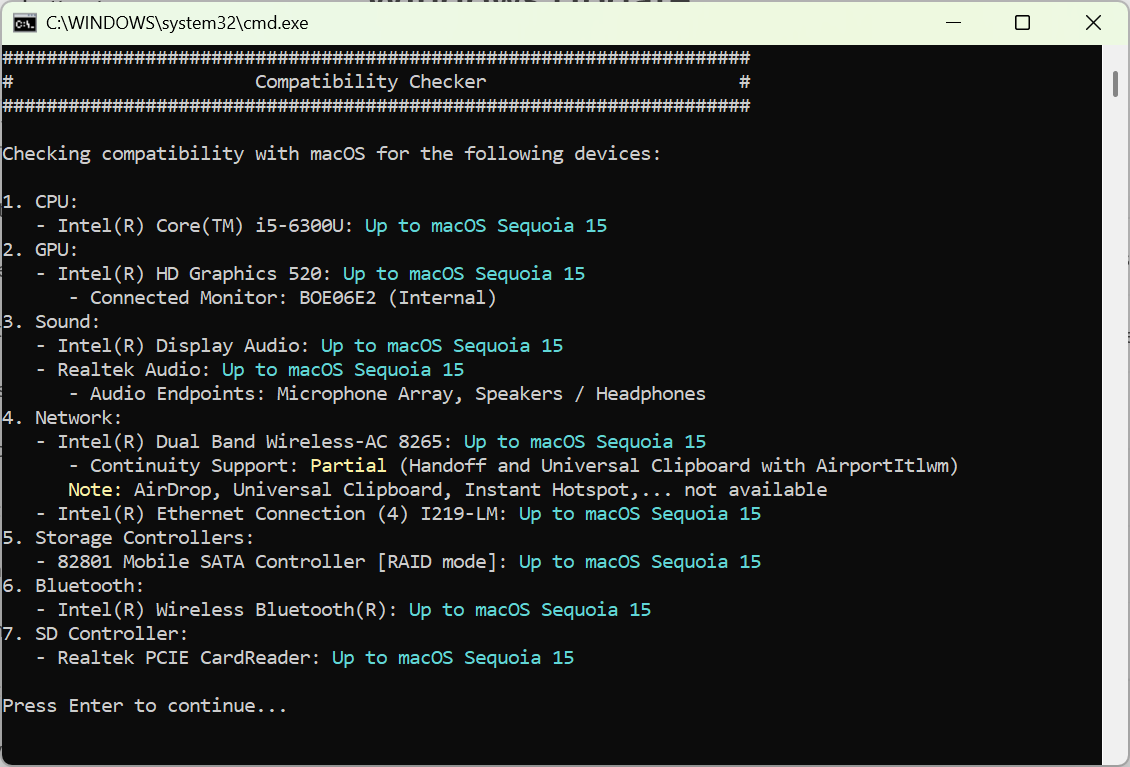 C:\WINDOWS\system32\cmd.exe
####################################################################
#                      Compatibility Checker                       #
####################################################################
Checking compatibility with macOS for the following devices:
1. CPU:
   - Intel(R) Core(TM) i5-6300U: Up to macOS Sequoia 15
2. GPU:
   - Intel(R) HD Graphics 520: Up to macOS Sequoia 15
      - Connected Monitor: BOE06E2 (Internal)
3. Sound:
   - Intel(R) Display Audio: Up to macOS Sequoia 15
   - Realtek Audio: Up to macOS Sequoia 15
      - Audio Endpoints: Microphone Array, Speakers / Headphones
4. Network:
   - Intel(R) Dual Band Wireless-AC 8265: Up to macOS Sequoia 15
      - Continuity Support: Partial (Handoff and Universal Clipboard with AirportItlwm)
      Note: AirDrop, Universal Clipboard, Instant Hotspot,... not available
   - Intel(R) Ethernet Connection (4) I219-LM: Up to macOS Sequoia 15
5. Storage Controllers:
   - 82801 Mobile SATA Controller [RAID mode]: Up to macOS Sequoia 15
6. Bluetooth:
   - Intel(R) Wireless Bluetooth(R): Up to macOS Sequoia 15
7. SD Controller:
   - Realtek PCIE CardReader: Up to macOS Sequoia 15
Press Enter to continue...